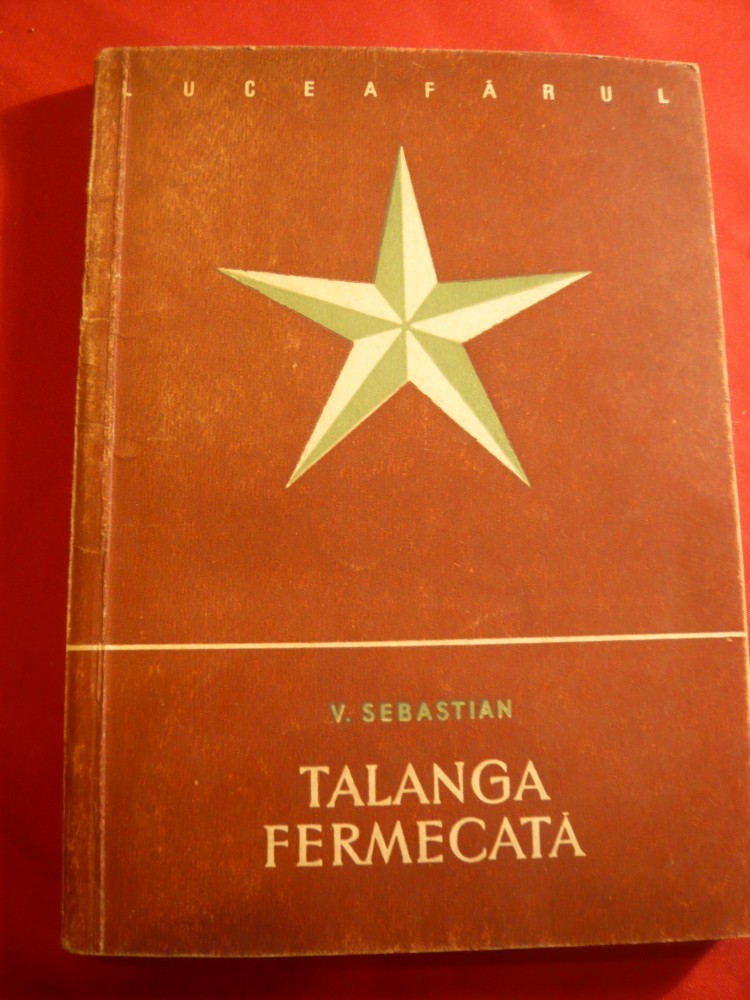 LUCEAFĂRUL
V. SEBASTIAN
TALANGA
FERMECATĂ